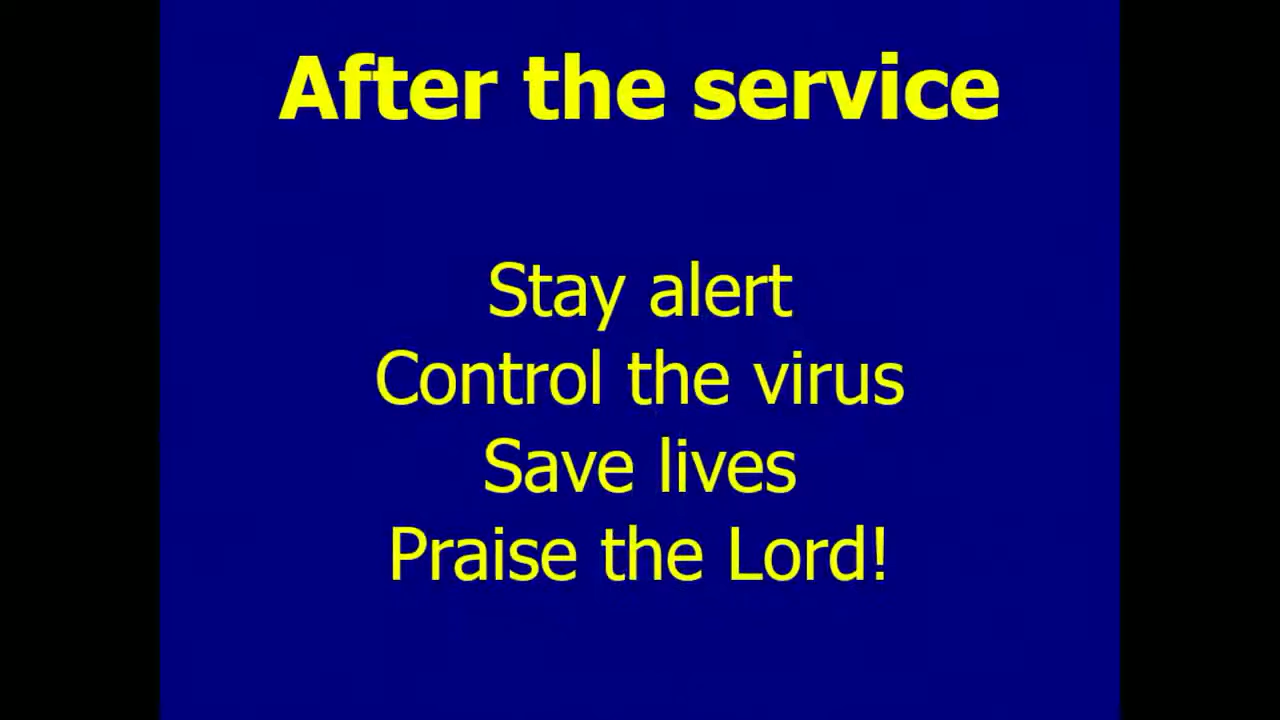 After the service
Stay alert
Control the virus
Save lives
Praise the Lord!